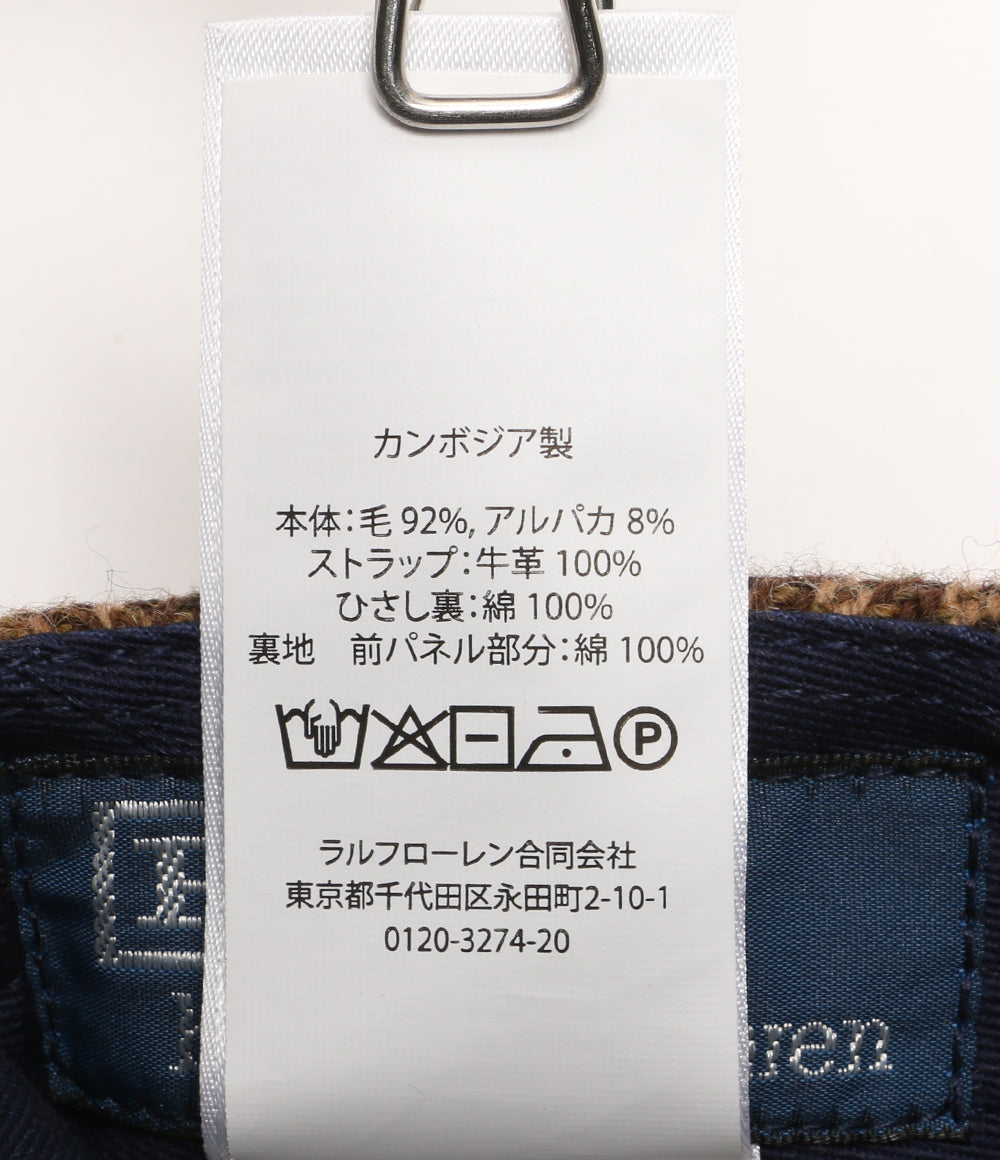 カンボジア製
本体：毛 92%, アルパカ 8%
ストラップ：牛革 100%
ひさし裏：綿 100%
裏地　前パネル部分：綿 100%
P
ラルフローレン合同会社
東京都千代田区永田町2-10-1
0120-3274-20